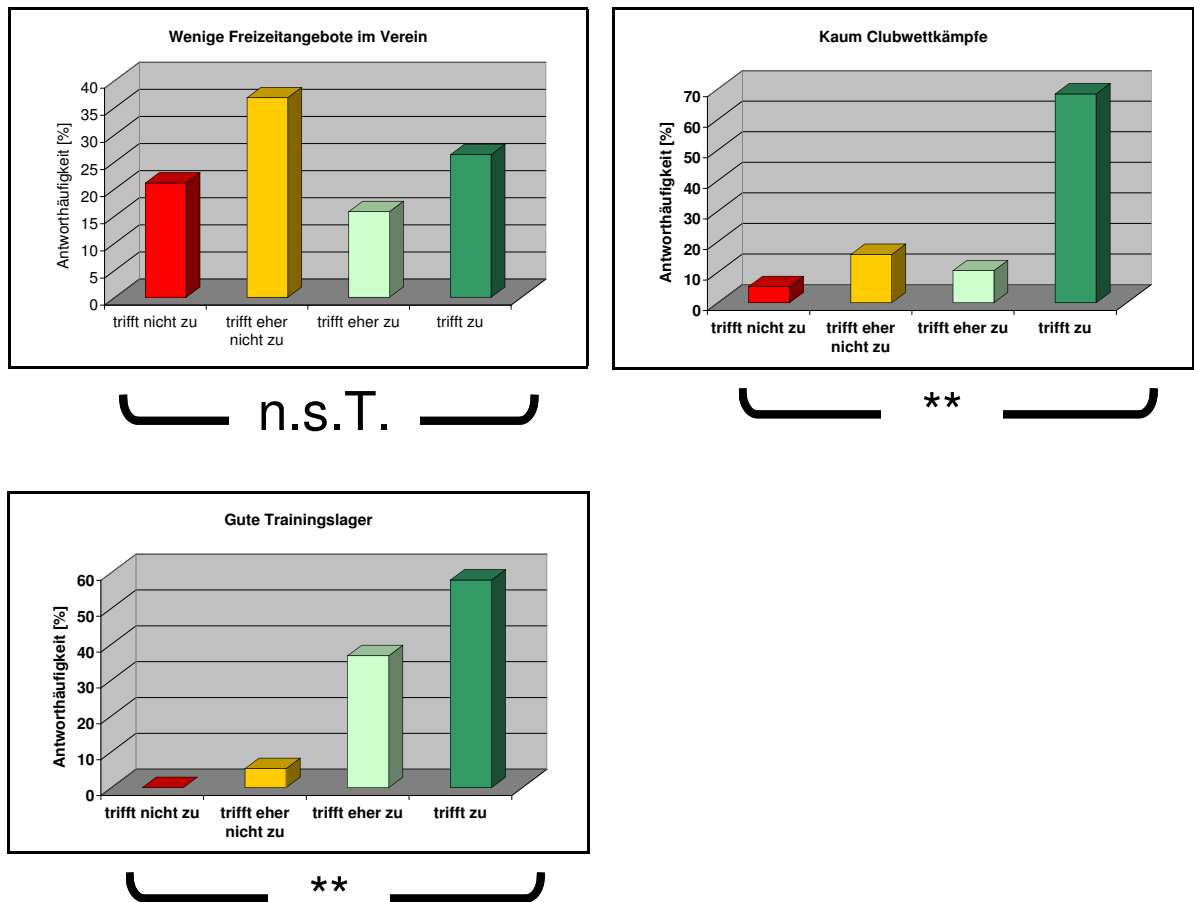 Wenige Freizeitangebote im Verein
Antworthäufigkeit [%]
40
35
30
25
20
15
10
5
0
trifft nicht zu
trifft eher
nicht zu
trifft eher zu
trifft zu
n.s.T.
Kaum Clubwettkämpfe
Antworthäufigkeit [%]
70
60
50
40
30
20
10
0
trifft nicht zu
trifft eher
nicht zu
trifft eher zu
trifft zu
**
Gute Trainingslager
Antworthäufigkeit [%]
60
50
40
30
20
10
0
trifft nicht zu
trifft eher
nicht zu
trifft eher zu
trifft zu
**